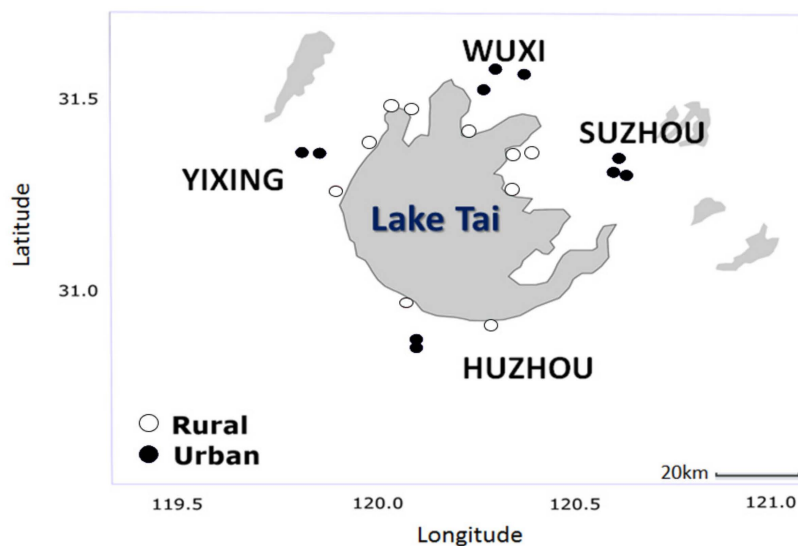 WUXI
31.5
SUZHOU
YIXING
Lake Tai
Latitude
31.0
HUZHOU
Rural
Urban
20km
119.5 120.0 120.5 121.0
Longitude